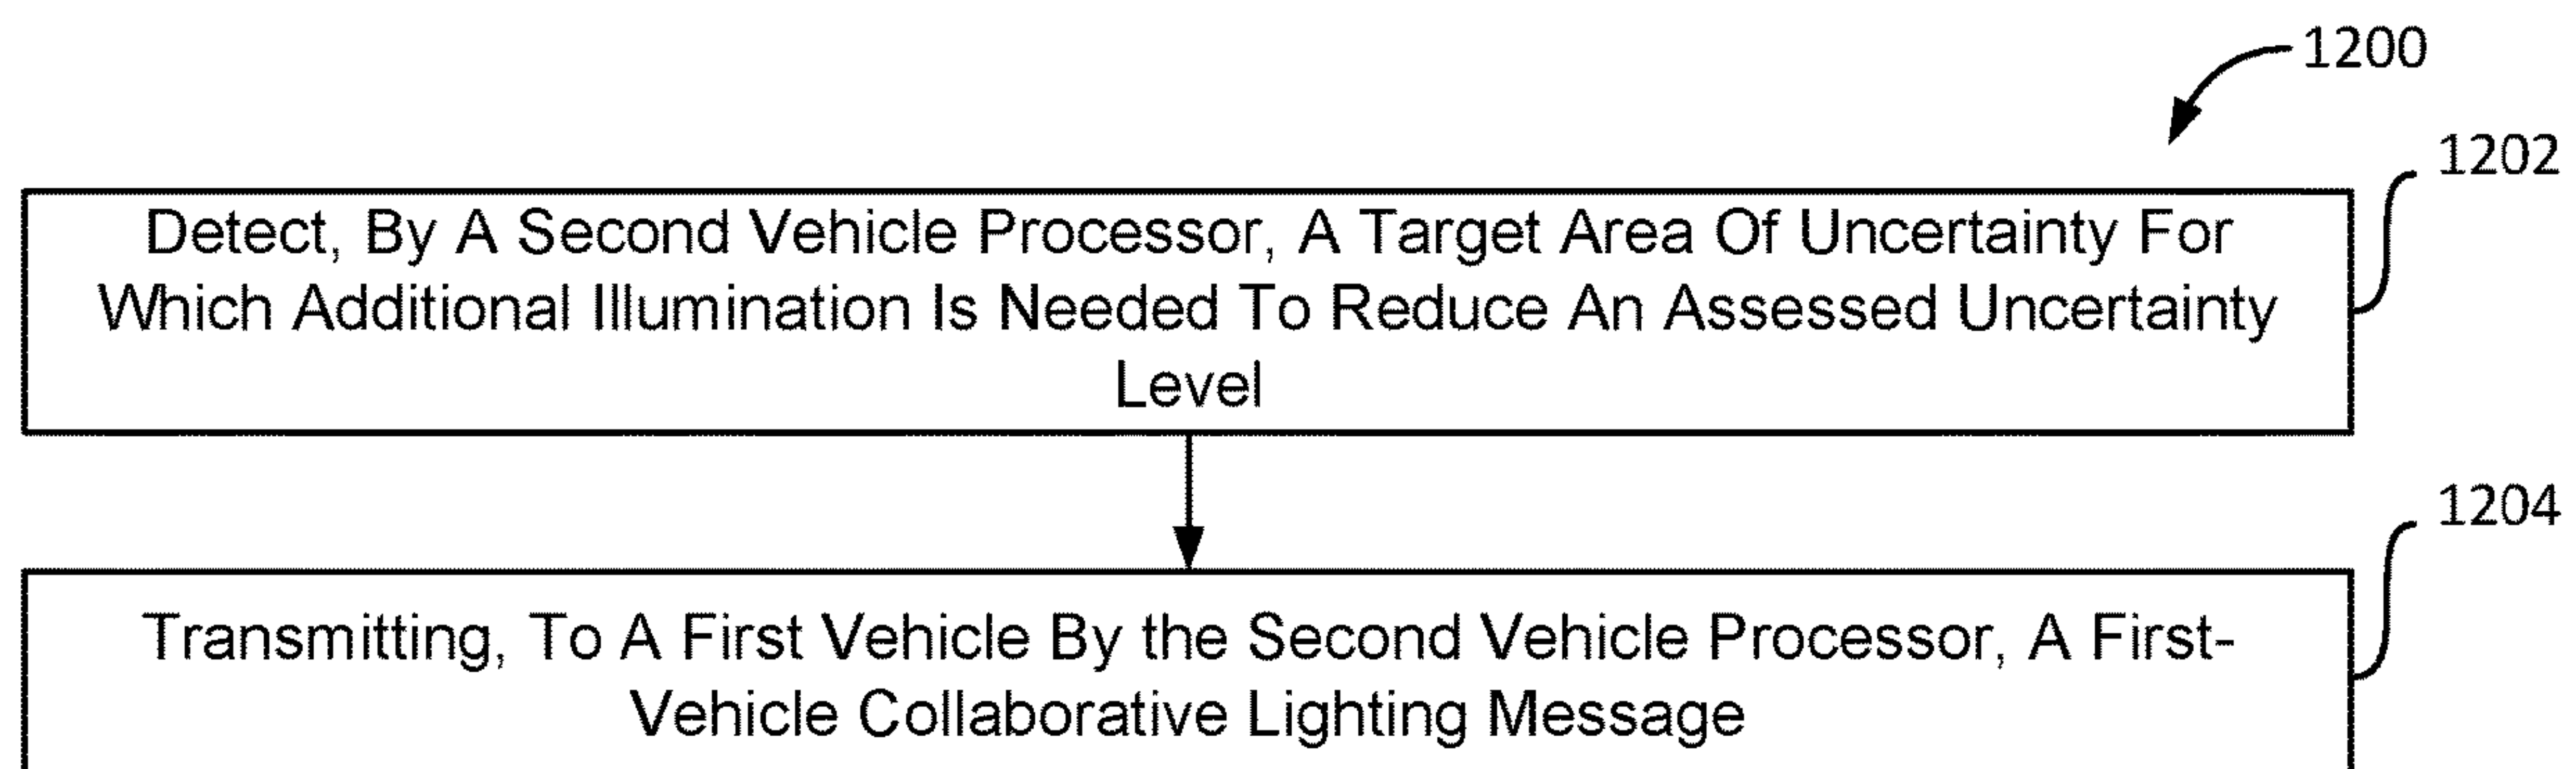 1200
1202
Detect, By A Second Vehicle Processor, A Target Area Of Uncertainty For
Which Additional Illumination Is Needed To Reduce An Assessed Uncertainty
Level
1204
Transmitting, To A First Vehicle By the Second Vehicle Processor, A First-
Vehicle Collaborative Lighting Message